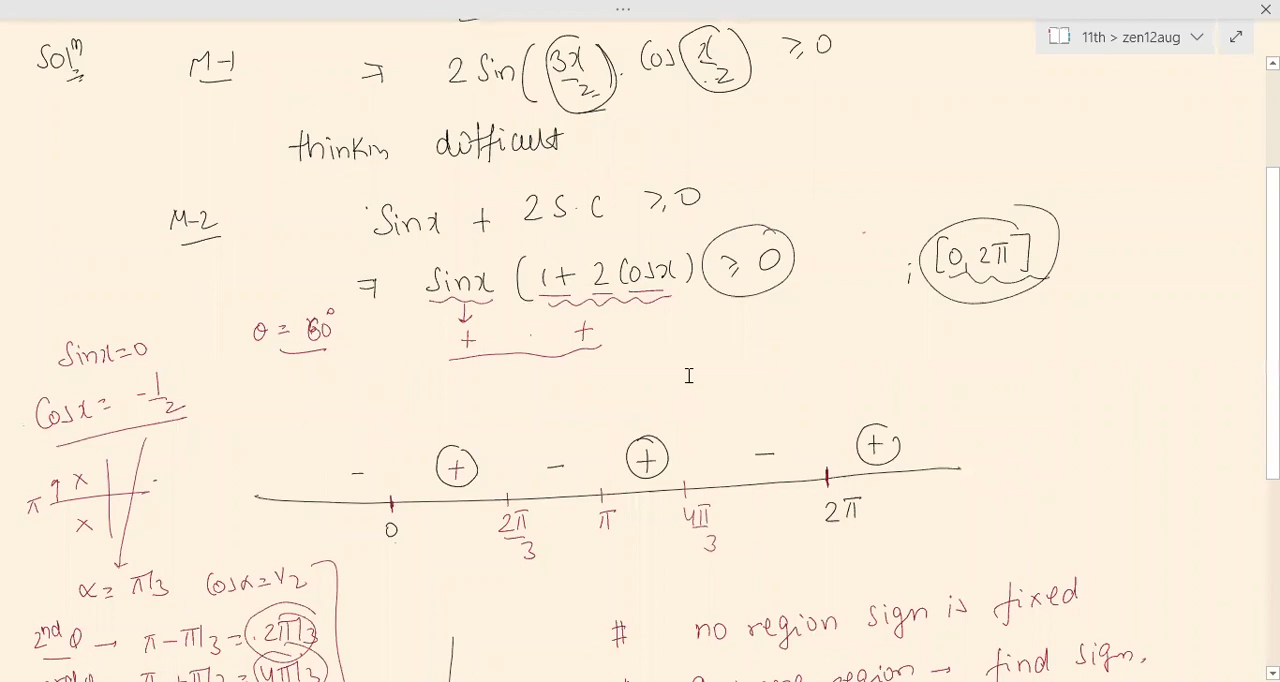 11th > zen12aug
Solⁿ M-1 ⇒ 2 Sin(3x/2) . Cos(x/2) ≥ 0
difficult
M-2 Sinx + 2 S.C ≥ 0
⇒ Sinx (1 + 2 Cosx) ≥ 0 ; [0, 2π]
θ = 60° + +
Sinx = 0
Cosx = -1/2
- + - + - +
0 2π/3 π 4π/3 2π
π x
x
α = π/3 Cosα = 1/2
2nd Q → π - π/3 = 2π/3
# no region sign is fixed
region → find sign.
4π/3